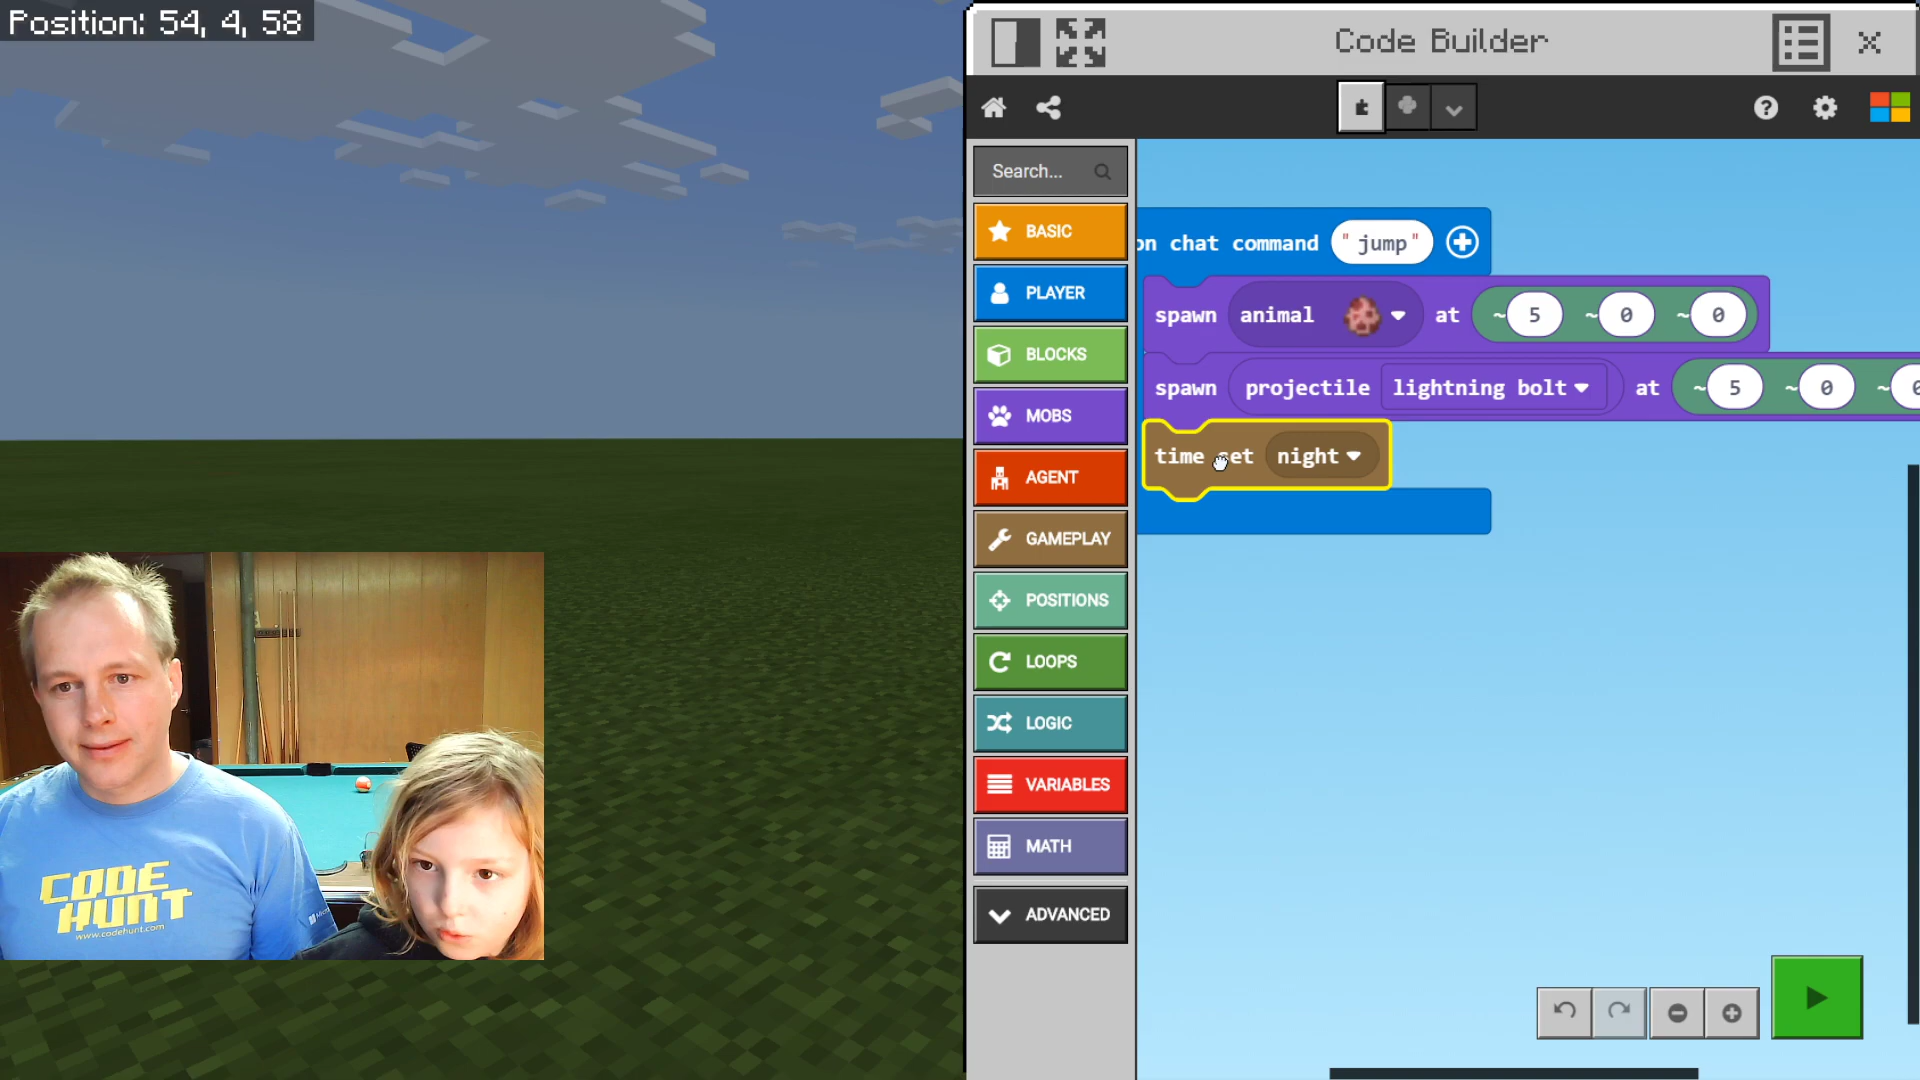 Position: 54, 4, 58
Code Builder
Search...
BASIC
PLAYER
BLOCKS
MOBS
AGENT
GAMEPLAY
POSITIONS
LOOPS
LOGIC
VARIABLES
MATH
ADVANCED
on chat command "jump"
spawn animal at ~5 ~0 ~0
spawn projectile lightning bolt at ~5 ~0 ~0
time set night
CODE
HUNT
www.codehunt.com